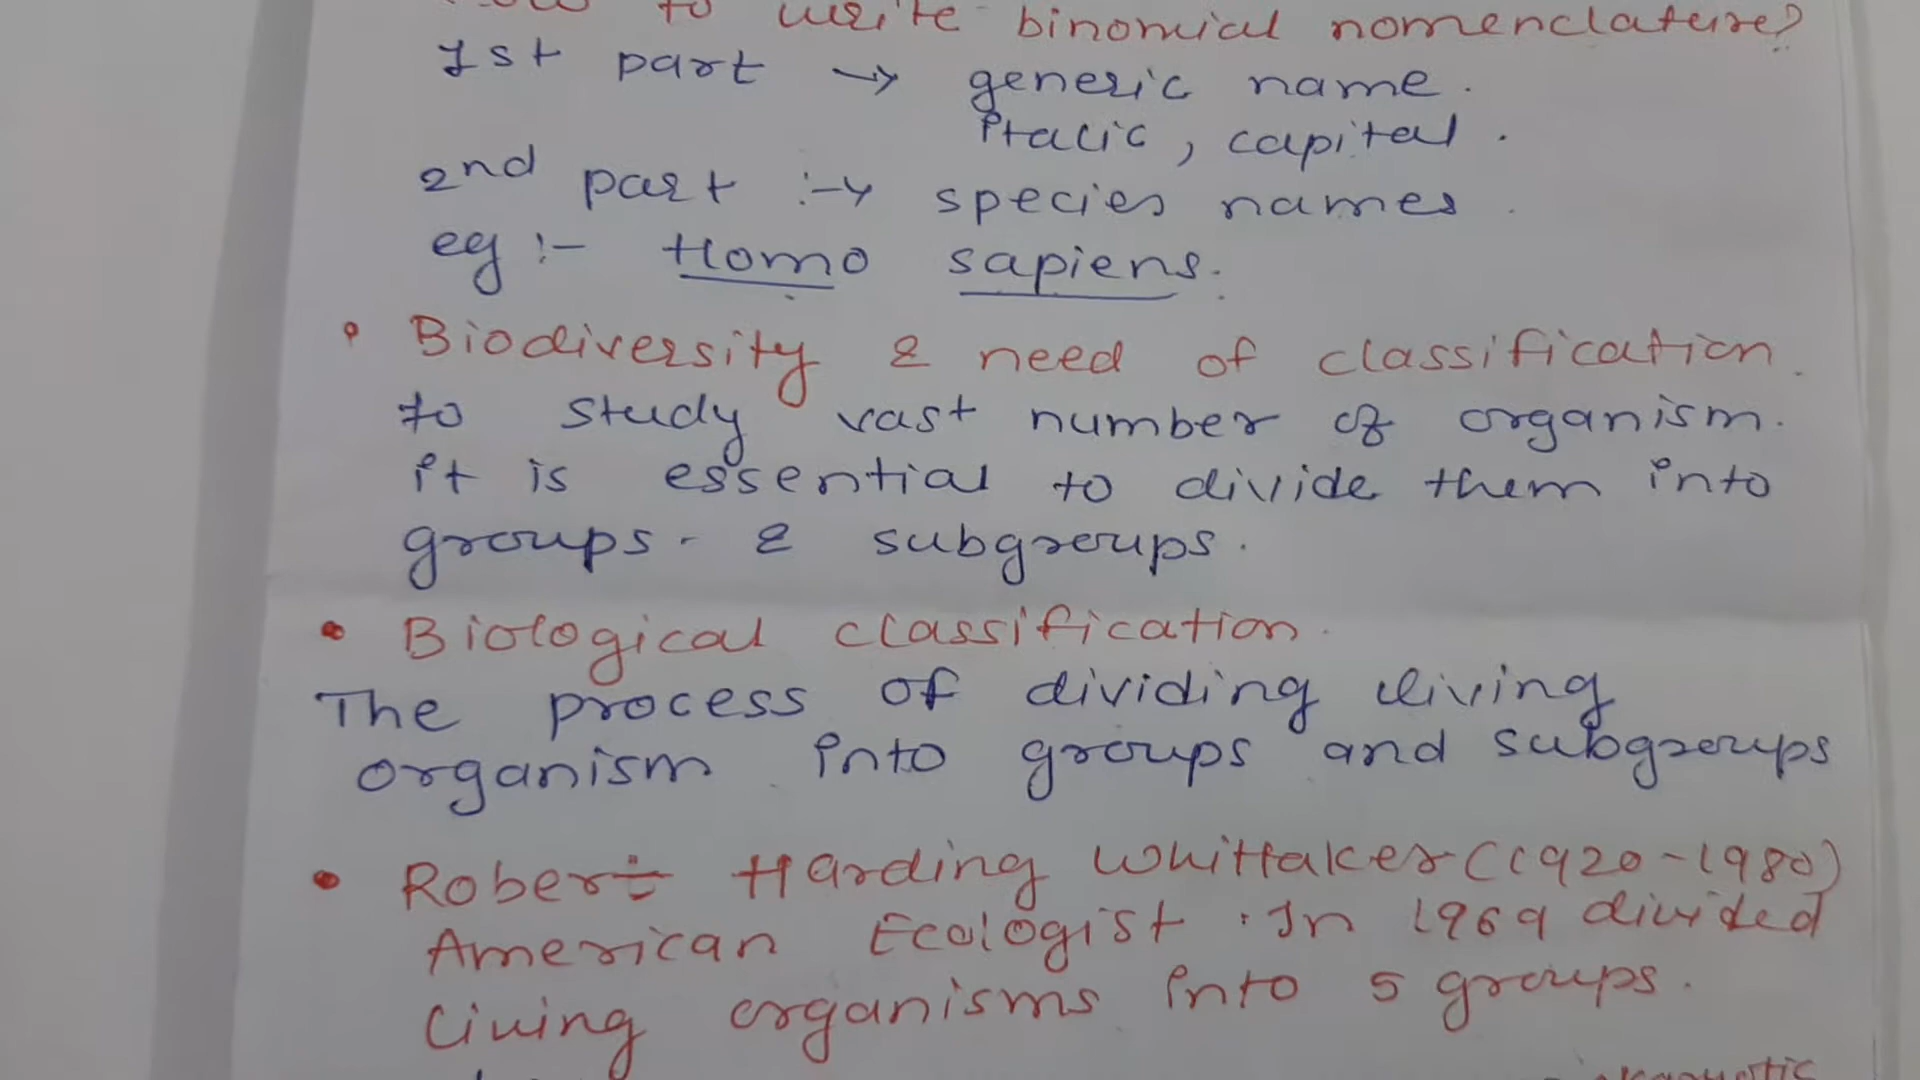 How to write binomial nomenclature?
1st part → generic name.
italic, capital.
2nd part :→ species names.
eg :- Homo sapiens.
• Biodiversity & need of classification.
to study vast number of organism.
it is essential to divide them into
groups. & subgroups.
• Biological classification.
The process of dividing living
organism into groups and subgroups
• Robert Harding Whittaker (1920-1980)
American Ecologist. In 1969 divided
living organisms into 5 groups.